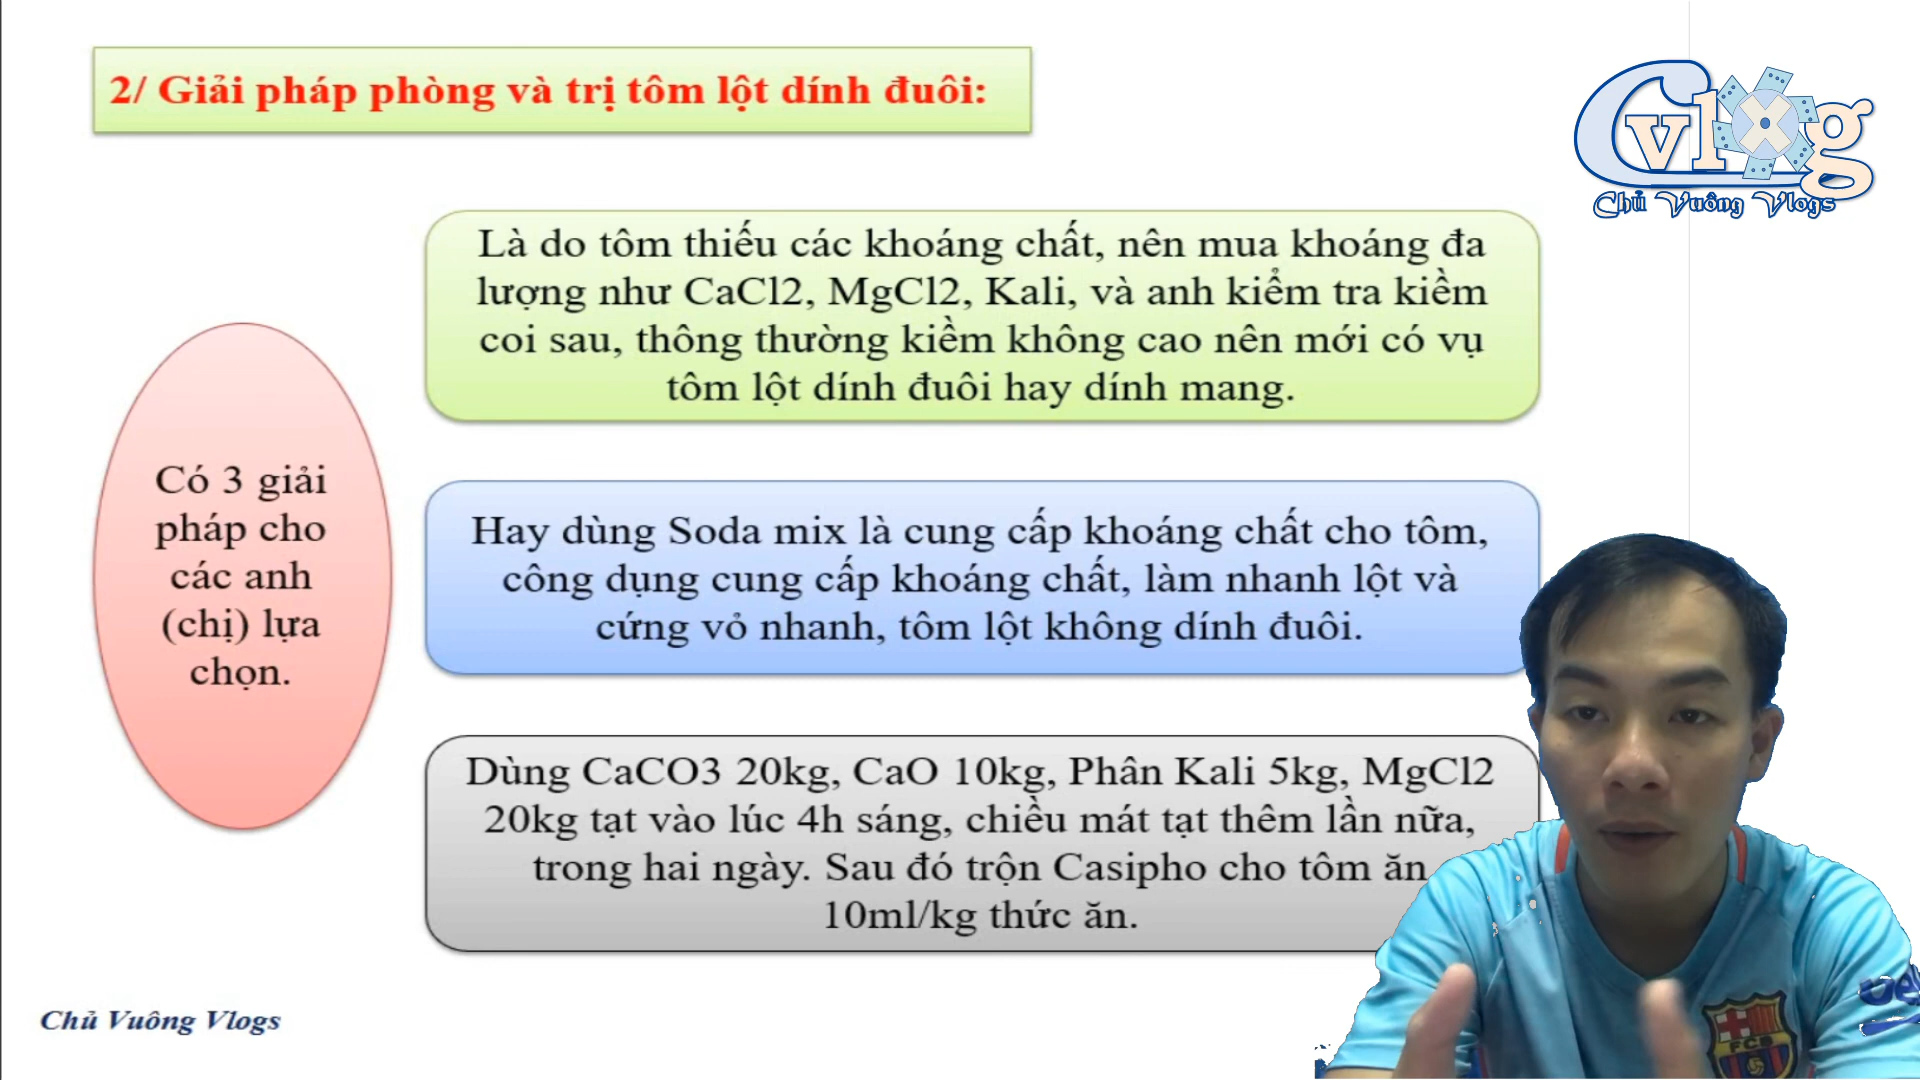 2/ Giải pháp phòng và trị tôm lột dính đuôi:
Cvlog
Chủ Vuông Vlogs
Là do tôm thiếu các khoáng chất, nên mua khoáng đa
lượng như CaCl2, MgCl2, Kali, và anh kiểm tra kiềm
coi sau, thông thường kiềm không cao nên mới có vụ
tôm lột dính đuôi hay dính mang.
Có 3 giải
pháp cho
các anh
(chị) lựa
chọn.
Hay dùng Soda mix là cung cấp khoáng chất cho tôm,
công dụng cung cấp khoáng chất, làm nhanh lột và
cứng vỏ nhanh, tôm lột không dính đuôi.
Dùng CaCO3 20kg, CaO 10kg, Phân Kali 5kg, MgCl2
20kg tạt vào lúc 4h sáng, chiều mát tạt thêm lần nữa,
trong hai ngày. Sau đó trộn Casipho cho tôm ăn
10ml/kg thức ăn.
Chủ Vuông Vlogs
FCB